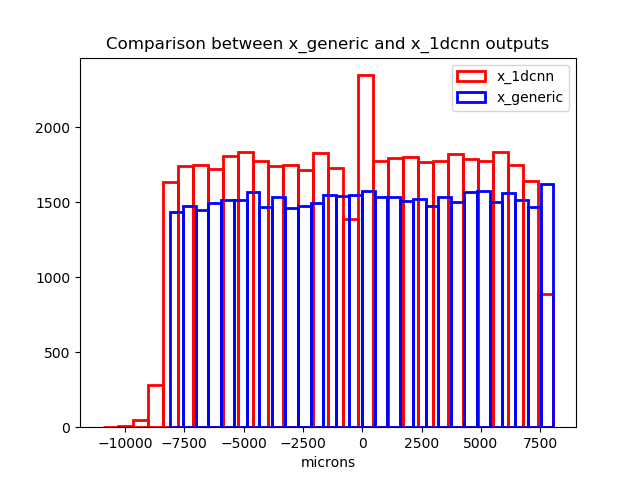 Comparison between x_generic and x_1dcnn outputs
x_1dcnn
x_generic
2000
1500
1000
500
0
−10000 −7500 −5000 −2500 0 2500 5000 7500
microns